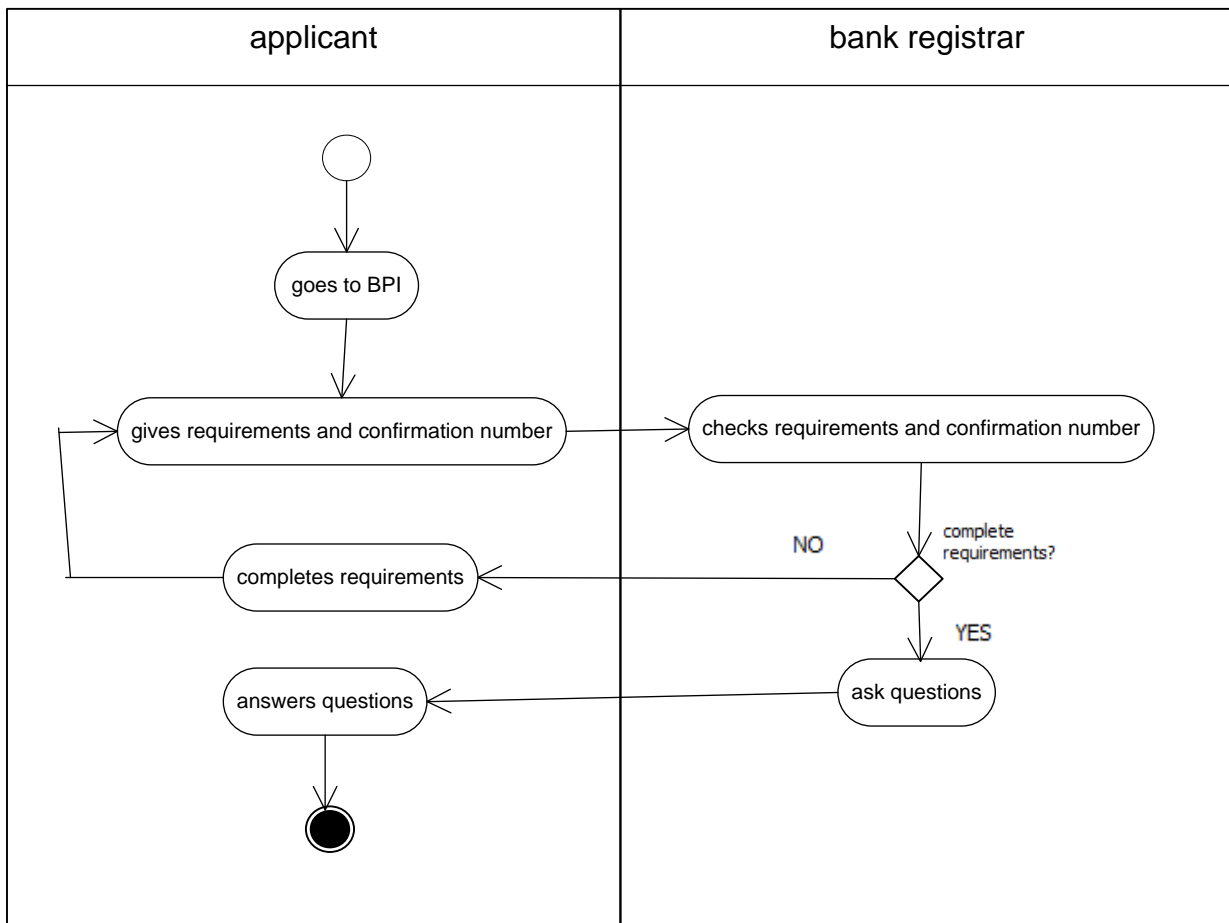 applicant
bank registrar
goes to BPI
gives requirements and confirmation number
checks requirements and confirmation number
complete
requirements?
NO
completes requirements
YES
answers questions
ask questions